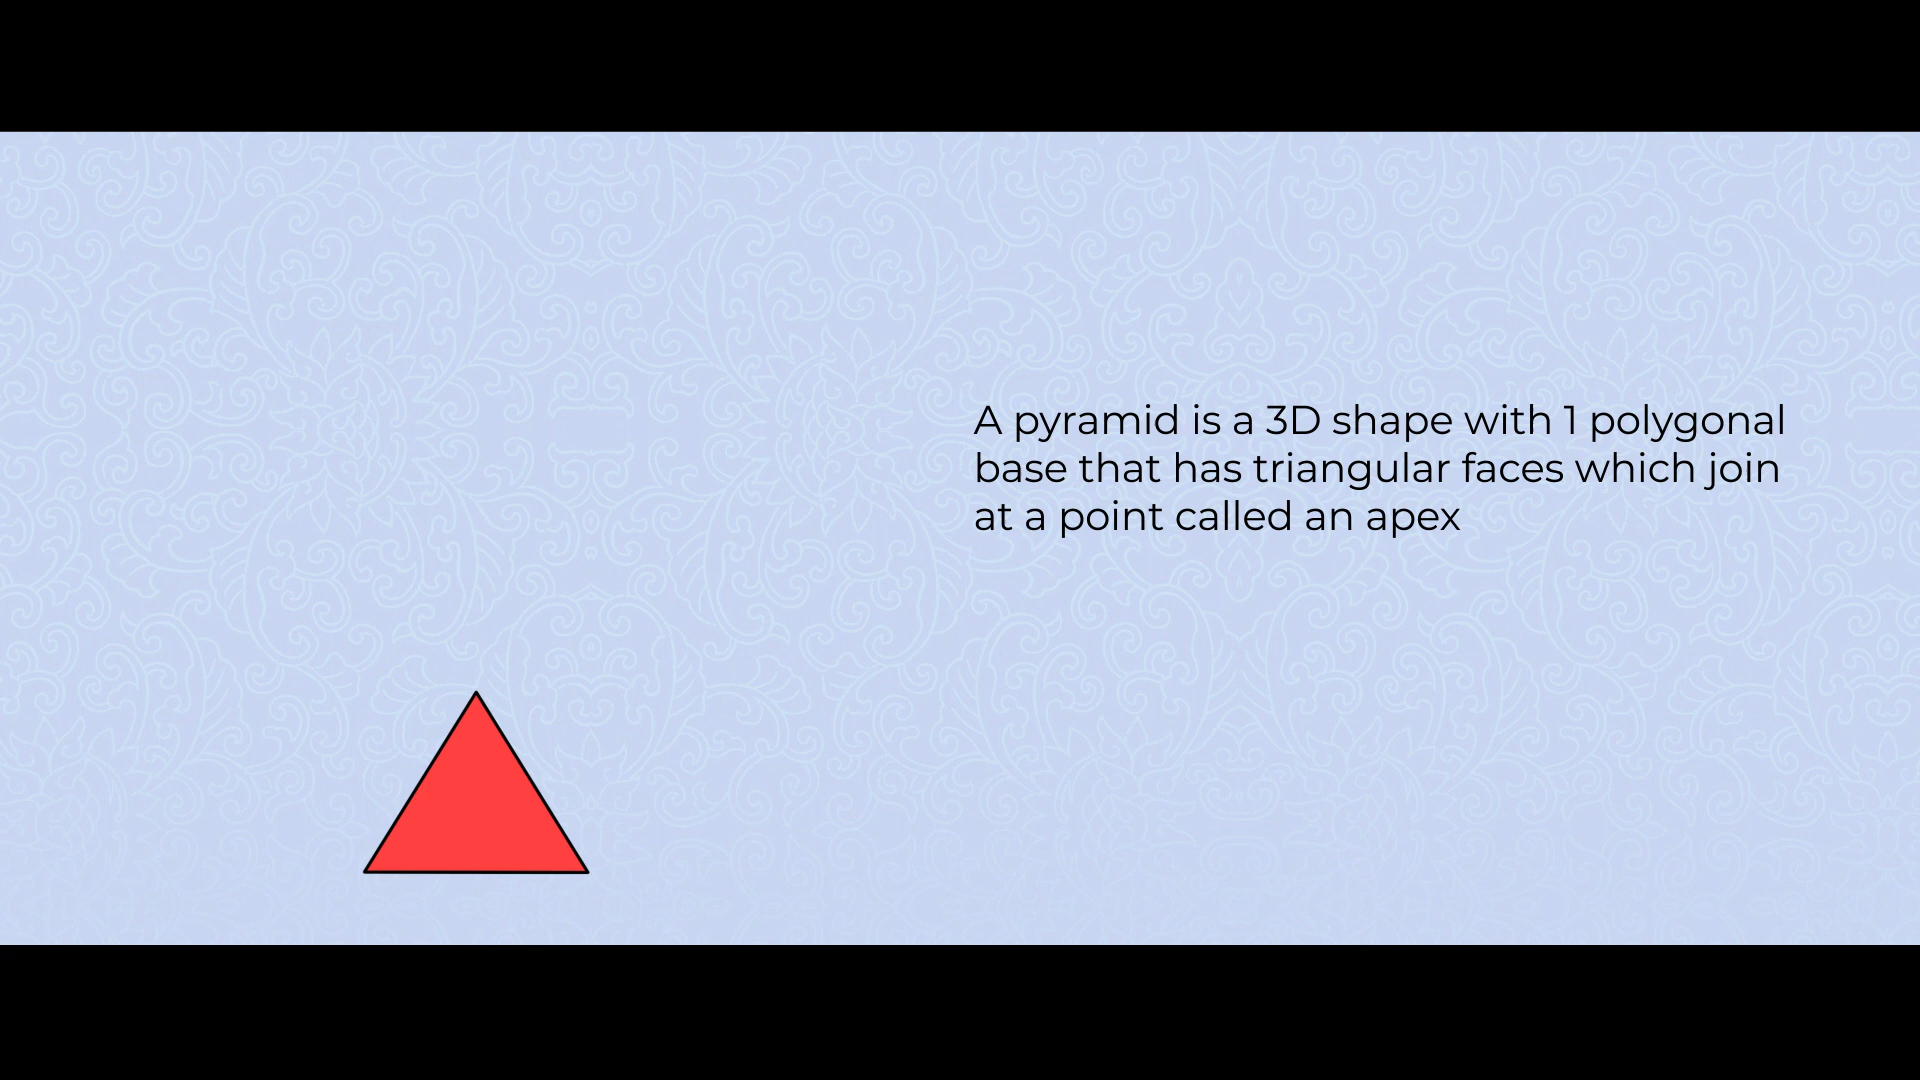 A pyramid is a 3D shape with 1 polygonal
base that has triangular faces which join
at a point called an apex